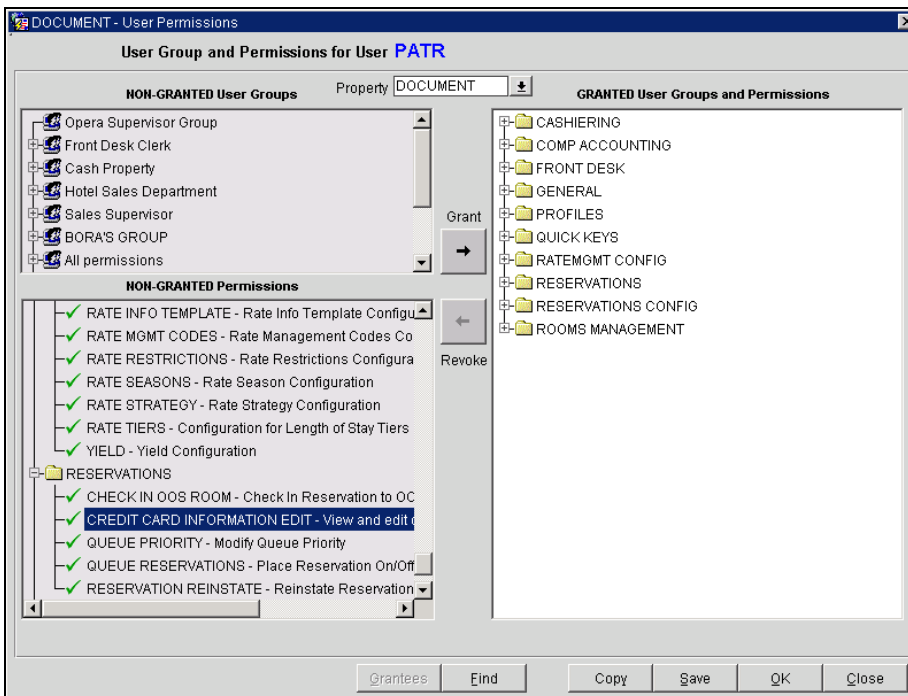 DOCUMENT - User Permissions
User Group and Permissions for User PATR
Property DOCUMENT
NON-GRANTED User Groups
Opera Supervisor Group
Front Desk Clerk
Cash Property
Hotel Sales Department
Sales Supervisor
BORA'S GROUP
All permissions
NON-GRANTED Permissions
RATE INFO TEMPLATE - Rate Info Template Configu
RATE MGMT CODES - Rate Management Codes Co
RATE RESTRICTIONS - Rate Restrictions Configura
RATE SEASONS - Rate Season Configuration
RATE STRATEGY - Rate Strategy Configuration
RATE TIERS - Configuration for Length of Stay Tiers
YIELD - Yield Configuration
RESERVATIONS
CHECK IN OOS ROOM - Check In Reservation to OC
CREDIT CARD INFORMATION EDIT - View and edit
QUEUE PRIORITY - Modify Queue Priority
QUEUE RESERVATIONS - Place Reservation On/Off
RESERVATION REINSTATE - Reinstate Reservation
Grant
Revoke
GRANTED User Groups and Permissions
CASHIERING
COMP ACCOUNTING
FRONT DESK
GENERAL
PROFILES
QUICK KEYS
RATEMGMT CONFIG
RESERVATIONS
RESERVATIONS CONFIG
ROOMS MANAGEMENT
Grantees
Find
Copy
Save
OK
Close